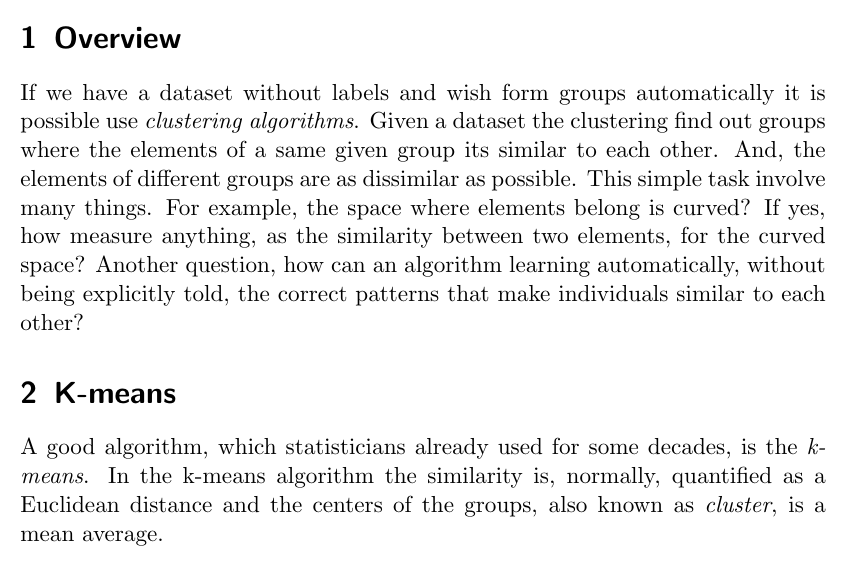 1 Overview
If we have a dataset without labels and wish form groups automatically it is
possible use clustering algorithms. Given a dataset the clustering find out groups
where the elements of a same given group its similar to each other. And, the
elements of different groups are as dissimilar as possible. This simple task involve
many things. For example, the space where elements belong is curved? If yes,
how measure anything, as the similarity between two elements, for the curved
space? Another question, how can an algorithm learning automatically, without
being explicitly told, the correct patterns that make individuals similar to each
other?
2 K-means
A good algorithm, which statisticians already used for some decades, is the k-
means. In the k-means algorithm the similarity is, normally, quantified as a
Euclidean distance and the centers of the groups, also known as cluster, is a
mean average.